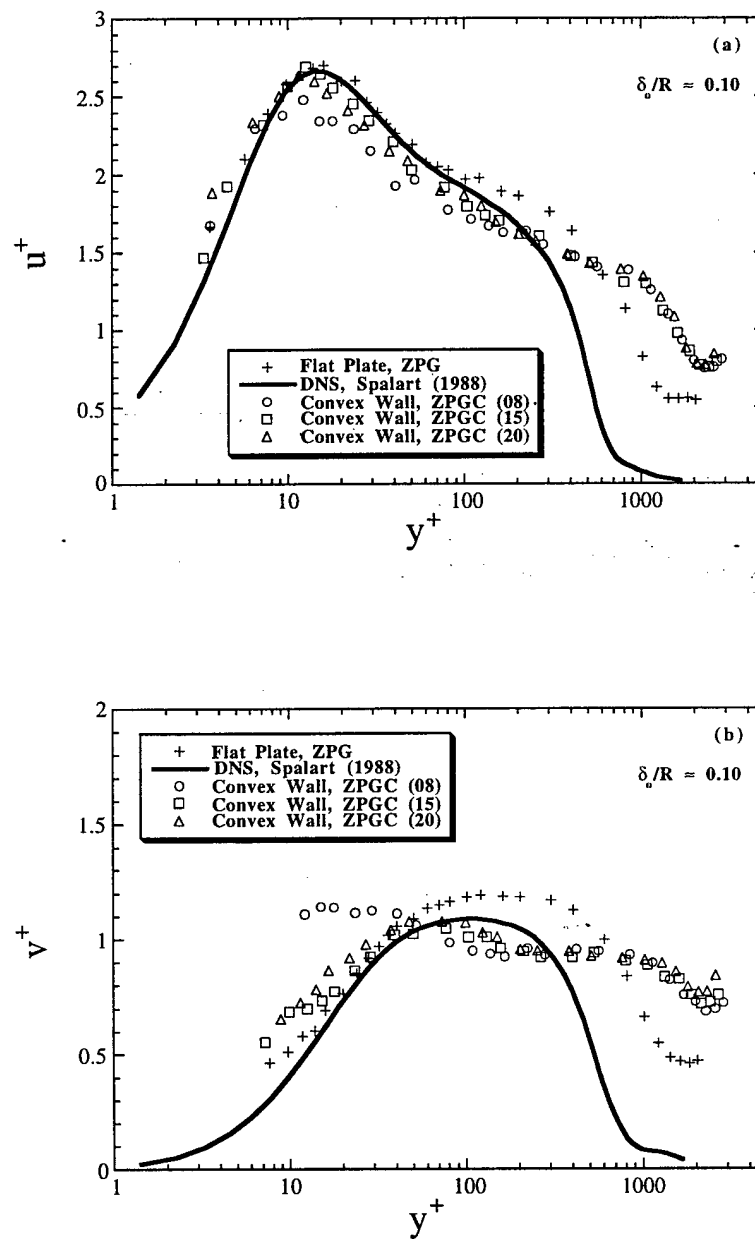 3
(a)
δₒ/R ≈ 0.10
2.5
2
u⁺
1.5
1
Flat Plate, ZPG
DNS, Spalart (1988)
Convex Wall, ZPGC (08)
Convex Wall, ZPGC (15)
Convex Wall, ZPGC (20)
0.5
0
1 10 100 1000
y⁺
2
(b)
Flat Plate, ZPG
DNS, Spalart (1988)
Convex Wall, ZPGC (08)
Convex Wall, ZPGC (15)
Convex Wall, ZPGC (20)
δₒ/R ≈ 0.10
1.5
v⁺
1
0.5
0
1 10 100 1000
y⁺